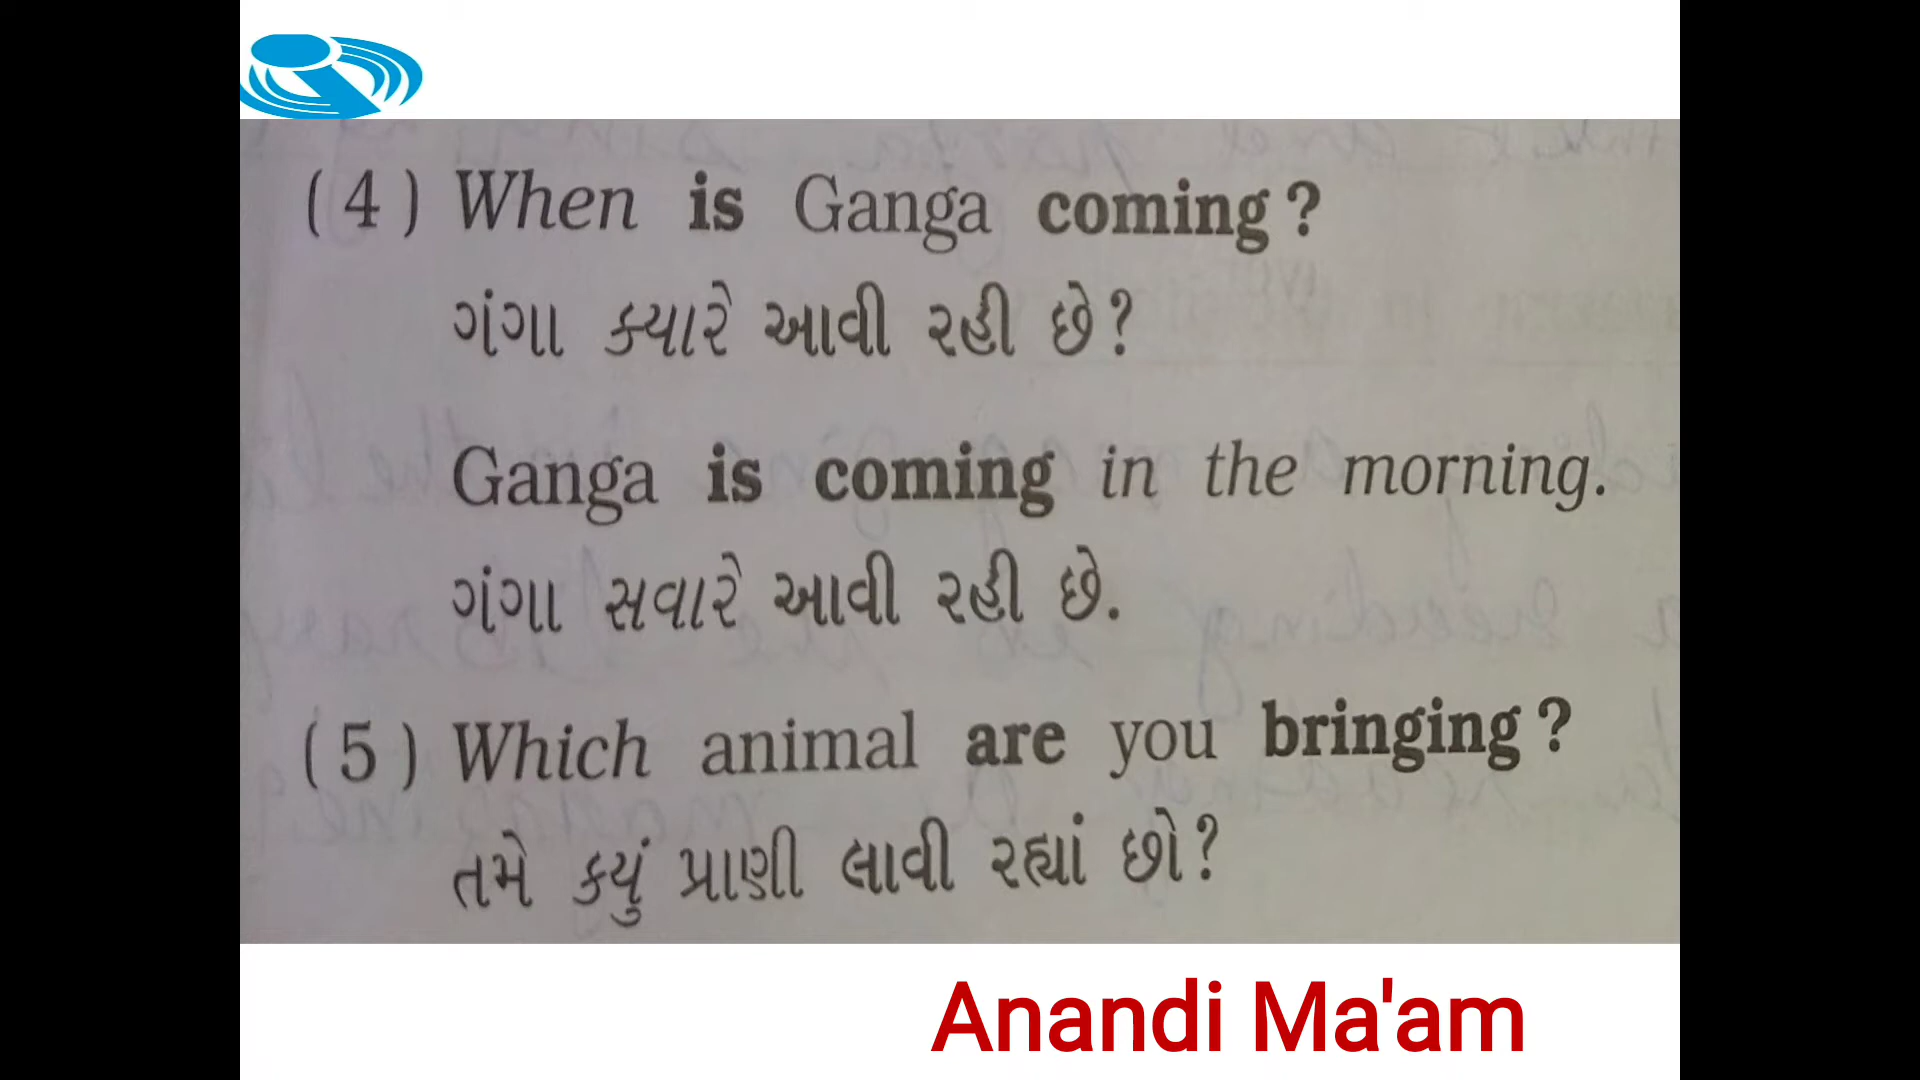 (4) When is Ganga coming?
ગંગા ક્યારે આવી રહી છે?
Ganga is coming in the morning.
ગંગા સવારે આવી રહી છે.
(5) Which animal are you bringing?
તમે કયું પ્રાણી લાવી રહ્યાં છો?
Anandi Ma'am